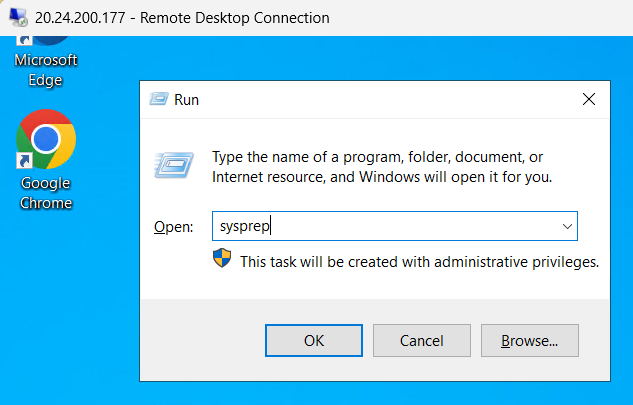 20.24.200.177 - Remote Desktop Connection
Microsoft
Edge
Google
Chrome
Run
Type the name of a program, folder, document, or
Internet resource, and Windows will open it for you.
Open:
sysprep
This task will be created with administrative privileges.
OK
Cancel
Browse...